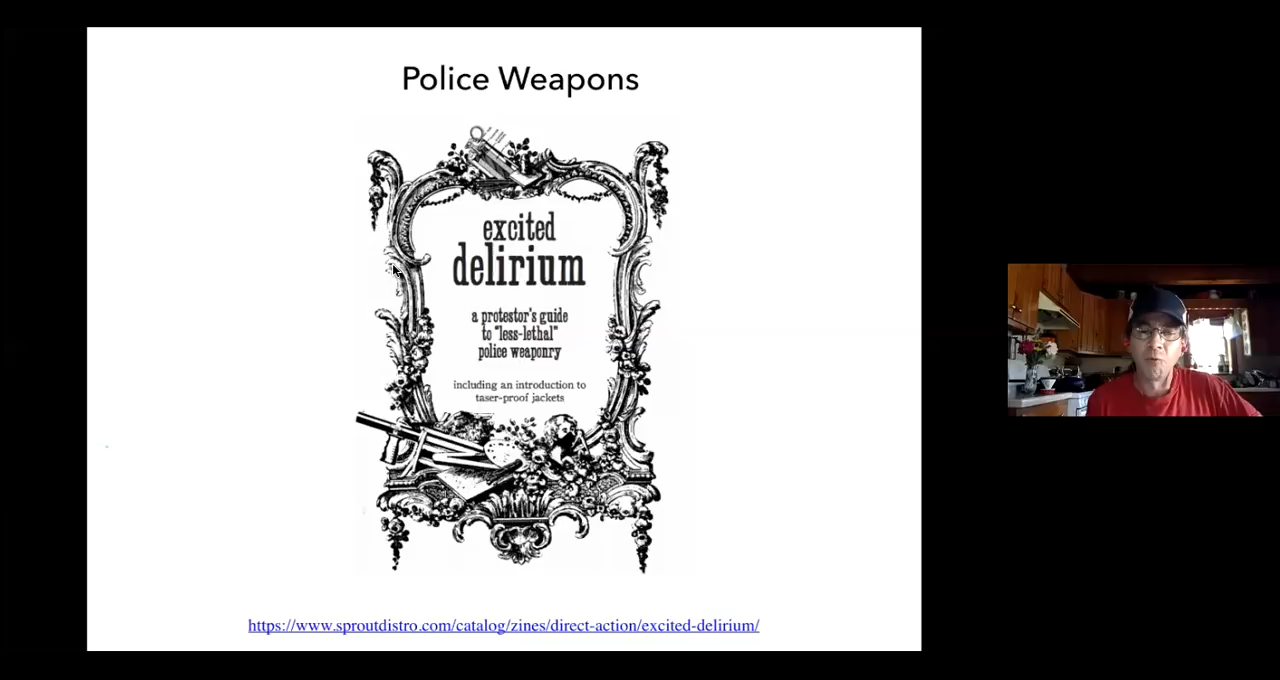 Police Weapons
excited
delirium
a protestor's guide
to "less-lethal"
police weaponry
including an introduction to
taser-proof jackets
https://www.sproutdistro.com/catalog/zines/direct-action/excited-delirium/